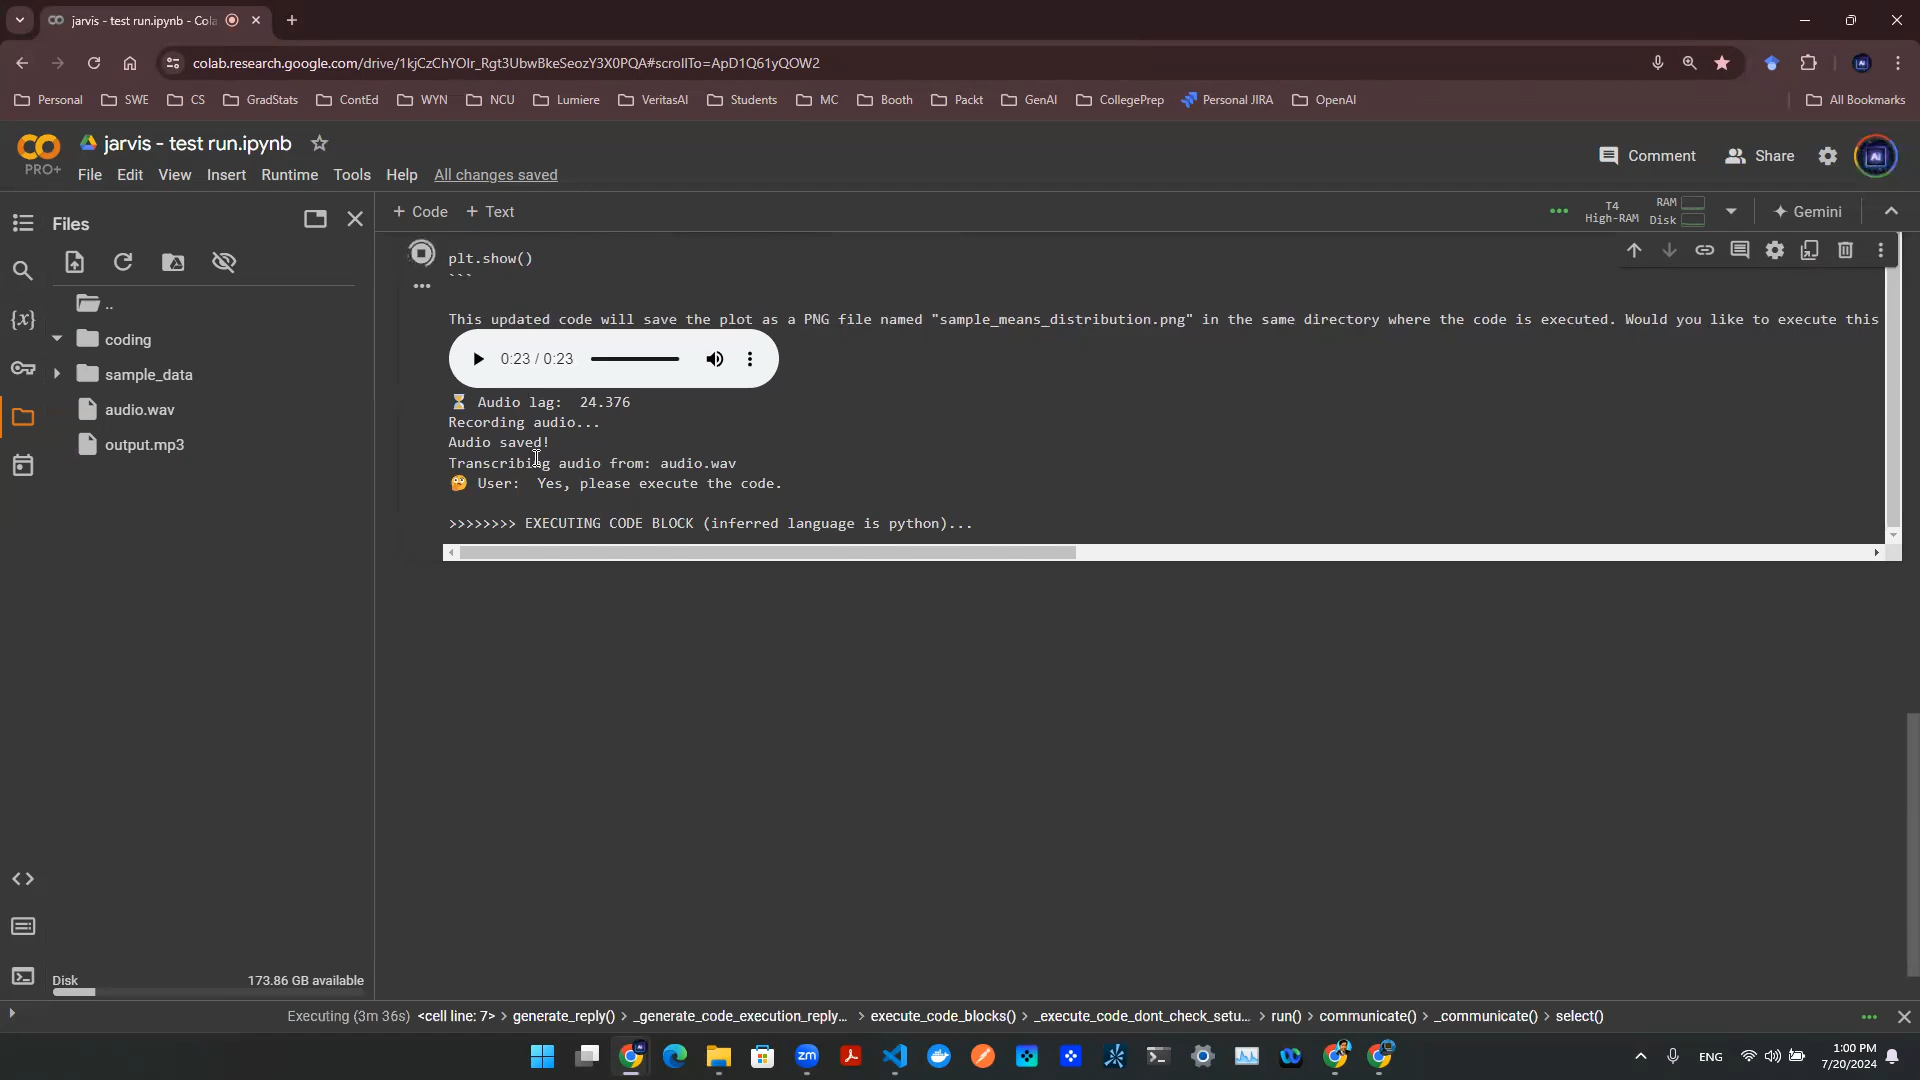 jarvis - test run.ipynb - Cola
colab.research.google.com/drive/1kjCzChYOlr_Rgt3UbwBkeSeozY3X0PQA#scrollTo=ApD1Q61yQOW2
Personal SWE CS GradStats ContEd WYN NCU Lumiere VeritasAI Students MC Booth Packt GenAI CollegePrep Personal JIRA OpenAI All Bookmarks
PRO+
jarvis - test run.ipynb
File Edit View Insert Runtime Tools Help All changes saved
Comment Share
Files
+ Code + Text
T4 High-RAM RAM Disk
Gemini
..
coding
sample_data
audio.wav
output.mp3
plt.show()
```
This updated code will save the plot as a PNG file named "sample_means_distribution.png" in the same directory where the code is executed. Would you like to execute this
0:23 / 0:23
⏳ Audio lag: 24.376
Recording audio...
Audio saved!
Transcribing audio from: audio.wav
🤔 User: Yes, please execute the code.
>>>>>>>> EXECUTING CODE BLOCK (inferred language is python)...
Disk 173.86 GB available
Executing (3m 36s) <cell line: 7> > generate_reply() > _generate_code_execution_reply... > execute_code_blocks() > _execute_code_dont_check_setu... > run() > communicate() > _communicate() > select()
ENG
1:00 PM
7/20/2024